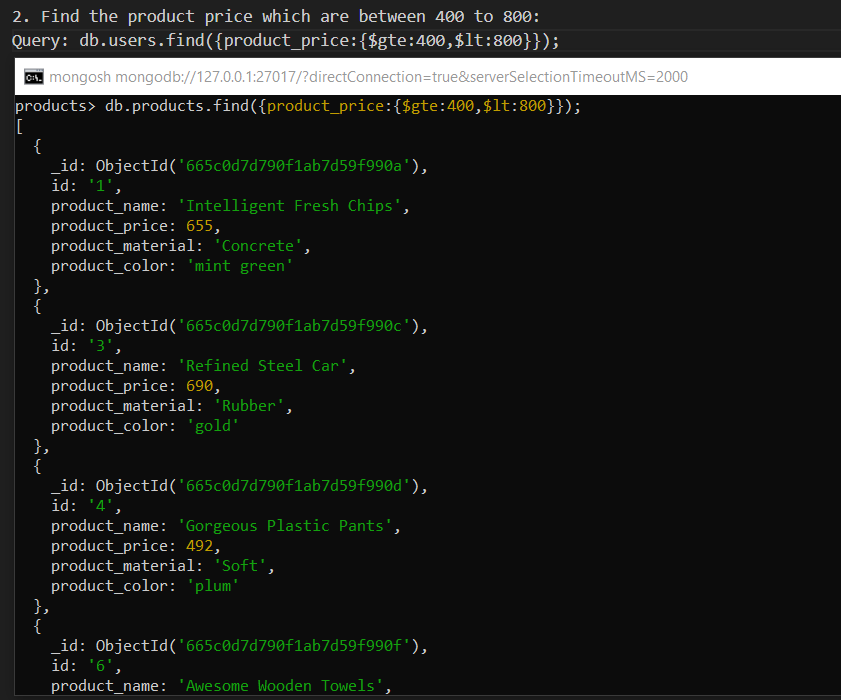 2. Find the product price which are between 400 to 800:
Query: db.users.find({product_price:{$gte:400,$lt:800}});
mongosh mongodb://127.0.0.1:27017/?directConnection=true&serverSelectionTimeoutMS=2000
products> db.products.find({product_price:{$gte:400,$lt:800}});
[
  {
    _id: ObjectId('665c0d7d790f1ab7d59f990a'),
    id: '1',
    product_name: 'Intelligent Fresh Chips',
    product_price: 655,
    product_material: 'Concrete',
    product_color: 'mint green'
  },
  {
    _id: ObjectId('665c0d7d790f1ab7d59f990c'),
    id: '3',
    product_name: 'Refined Steel Car',
    product_price: 690,
    product_material: 'Rubber',
    product_color: 'gold'
  },
  {
    _id: ObjectId('665c0d7d790f1ab7d59f990d'),
    id: '4',
    product_name: 'Gorgeous Plastic Pants',
    product_price: 492,
    product_material: 'Soft',
    product_color: 'plum'
  },
  {
    _id: ObjectId('665c0d7d790f1ab7d59f990f'),
    id: '6',
    product_name: 'Awesome Wooden Towels',